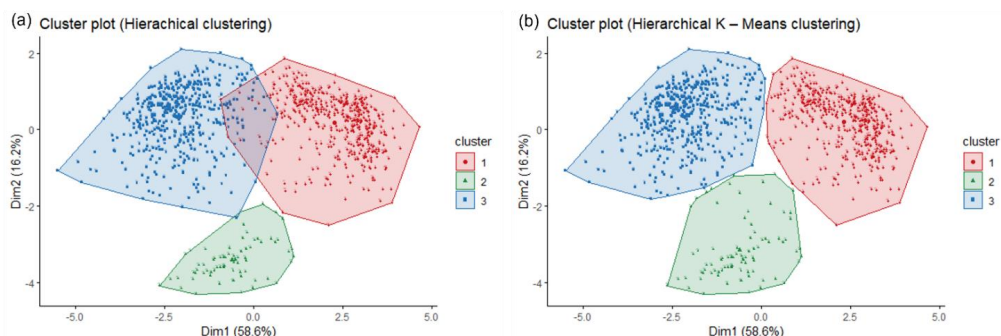 (a)
Cluster plot (Hierachical clustering)
2
0
-2
-4
Dim2 (16.2%)
-5.0
-2.5
0.0
2.5
5.0
Dim1 (58.6%)
cluster
1
2
3
(b)
Cluster plot (Hierarchical K – Means clustering)
2
0
-2
-4
Dim2 (16.2%)
-5.0
-2.5
0.0
2.5
5.0
Dim1 (58.6%)
cluster
1
2
3